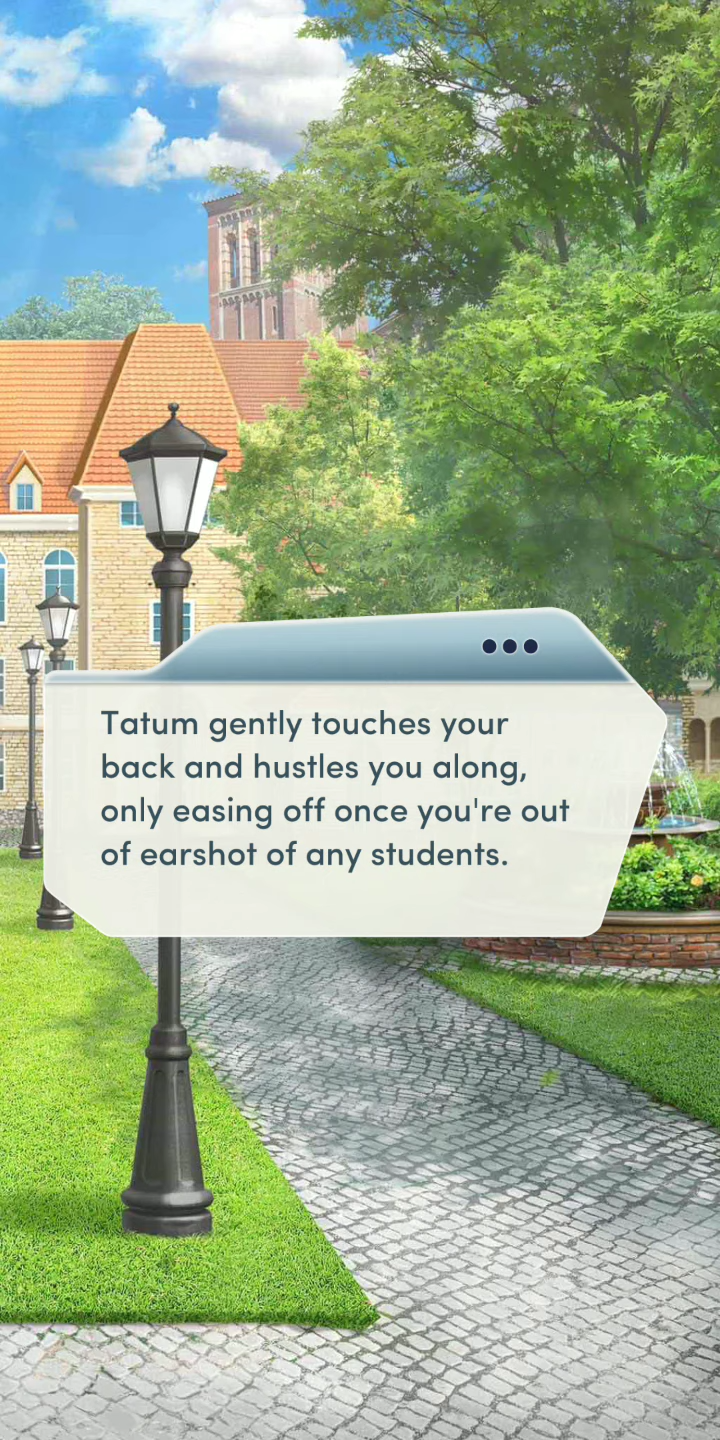 Tatum gently touches your
back and hustles you along,
only easing off once you're out
of earshot of any students.